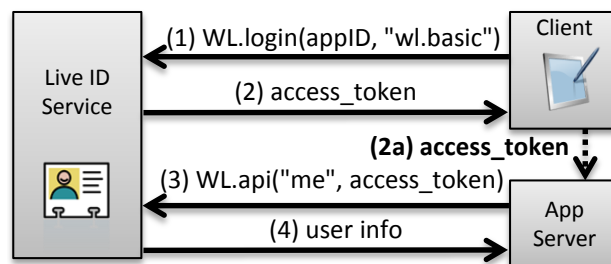 Live ID
Service
(1) WL.login(appID, "wl.basic")
Client
(2) access_token
(2a) access_token
(3) WL.api("me", access_token)
(4) user info
App
Server